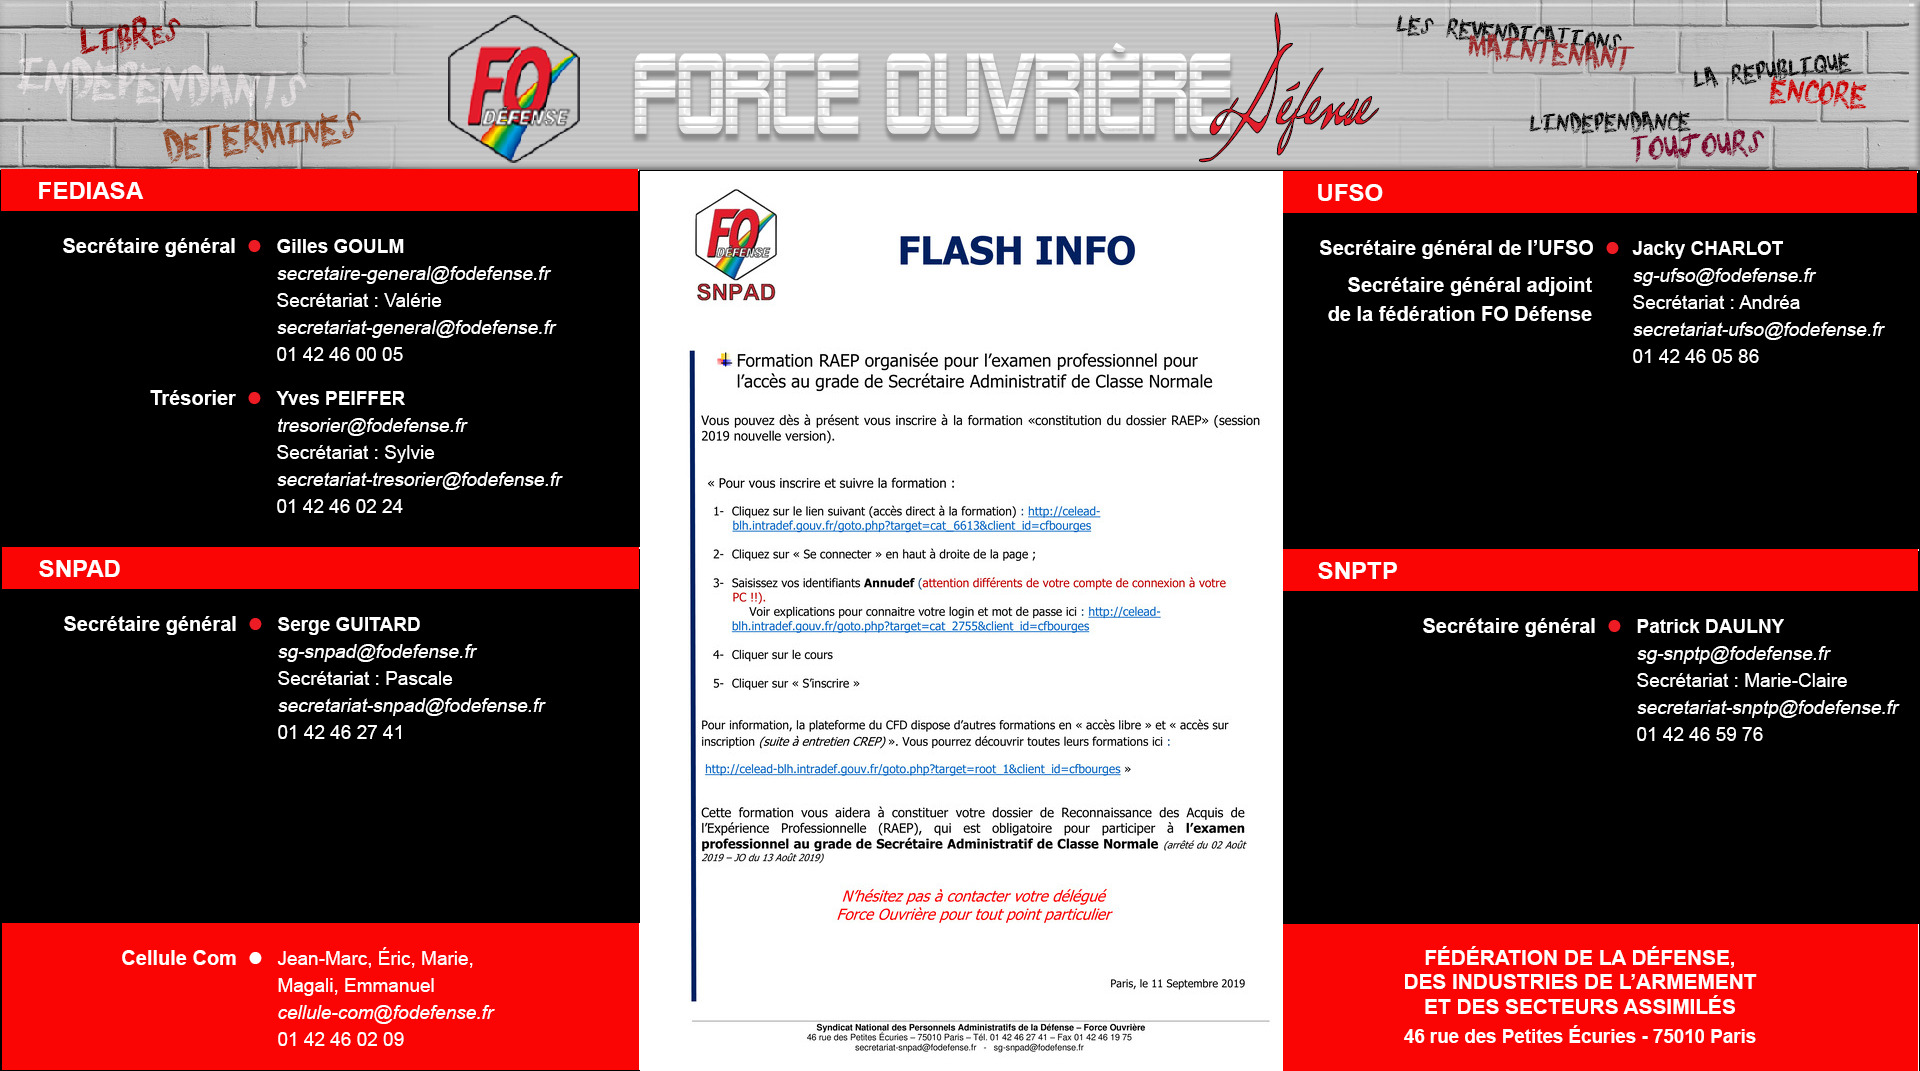 LIBRES
INDEPENDANTS
DETERMINES
FO
DEFENSE
FORCE OUVRIÈRE
Défense
LES REVENDICATIONS
MAINTENANT
LA REPUBLIQUE
ENCORE
L'INDEPENDANCE
TOUJOURS
FEDIASA
Secrétaire général ● Gilles GOULM
secretaire-general@fodefense.fr
Secrétariat : Valérie
secretariat-general@fodefense.fr
01 42 46 00 05
Trésorier ● Yves PEIFFER
tresorier@fodefense.fr
Secrétariat : Sylvie
secretariat-tresorier@fodefense.fr
01 42 46 02 24
SNPAD
Secrétaire général ● Serge GUITARD
sg-snpad@fodefense.fr
Secrétariat : Pascale
secretariat-snpad@fodefense.fr
01 42 46 27 41
Cellule Com ● Jean-Marc, Éric, Marie,
Magali, Emmanuel
cellule-com@fodefense.fr
01 42 46 02 09
FO
DEFENSE
SNPAD
FLASH INFO
Formation RAEP organisée pour l'examen professionnel pour
l'accès au grade de Secrétaire Administratif de Classe Normale
Vous pouvez dès à présent vous inscrire à la formation «constitution du dossier RAEP» (session
2019 nouvelle version).
« Pour vous inscrire et suivre la formation :
1- Cliquez sur le lien suivant (accès direct à la formation) : http://celead-
blh.intradef.gouv.fr/goto.php?target=cat_6613&client_id=cfbourges
2- Cliquez sur « Se connecter » en haut à droite de la page ;
3- Saisissez vos identifiants Annudef (attention différents de votre compte de connexion à votre
PC !!).
Voir explications pour connaitre votre login et mot de passe ici : http://celead-
blh.intradef.gouv.fr/goto.php?target=cat_2755&client_id=cfbourges
4- Cliquer sur le cours
5- Cliquer sur « S'inscrire »
Pour information, la plateforme du CFD dispose d'autres formations en « accès libre » et « accès sur
inscription (suite à entretien CREP) ». Vous pourrez découvrir toutes leurs formations ici :
http://celead-blh.intradef.gouv.fr/goto.php?target=root_1&client_id=cfbourges »
Cette formation vous aidera à constituer votre dossier de Reconnaissance des Acquis de
l'Expérience Professionnelle (RAEP), qui est obligatoire pour participer à l'examen
professionnel au grade de Secrétaire Administratif de Classe Normale (arrêté du 02 Août
2019 – JO du 13 Août 2019)
N'hésitez pas à contacter votre délégué
Force Ouvrière pour tout point particulier
Paris, le 11 Septembre 2019
Syndicat National des Personnels Administratifs de la Défense – Force Ouvrière
46 rue des Petites Écuries – 75010 Paris – Tél. 01 42 46 27 41 – Fax 01 42 46 19 75
secretariat-snpad@fodefense.fr - sg-snpad@fodefense.fr
UFSO
Secrétaire général de l'UFSO ● Jacky CHARLOT
Secrétaire général adjoint
de la fédération FO Défense
sg-ufso@fodefense.fr
Secrétariat : Andréa
secretariat-ufso@fodefense.fr
01 42 46 05 86
SNPTP
Secrétaire général ● Patrick DAULNY
sg-snptp@fodefense.fr
Secrétariat : Marie-Claire
secretariat-snptp@fodefense.fr
01 42 46 59 76
FÉDÉRATION DE LA DÉFENSE,
DES INDUSTRIES DE L'ARMEMENT
ET DES SECTEURS ASSIMILÉS
46 rue des Petites Écuries - 75010 Paris